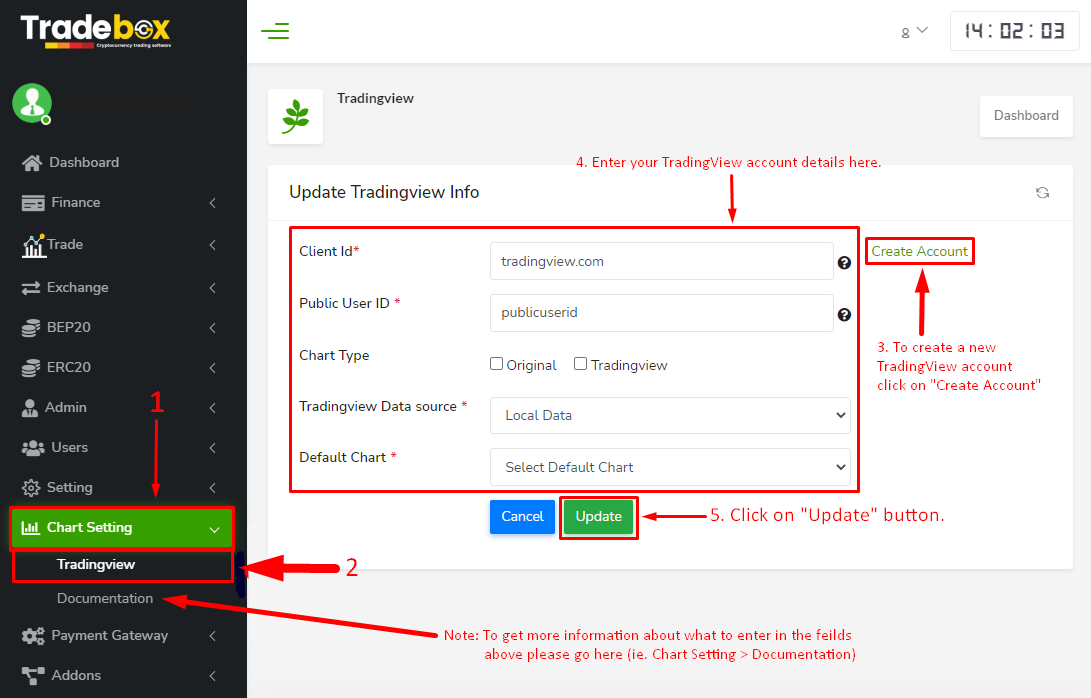 Tradebox
Cryptocurrency trading software
14:02:03
Tradingview
Dashboard
Dashboard
Finance
Trade
Exchange
BEP20
ERC20
Admin
1
Users
Setting
Chart Setting
Tradingview
2
Documentation
Payment Gateway
Addons
4. Enter your TradingView account details here.
Update Tradingview Info
Client Id*
tradingview.com
Create Account
Public User ID *
publicuserid
3. To create a new
TradingView account
click on "Create Account"
Chart Type
Original
Tradingview
Tradingview Data source *
Local Data
Default Chart *
Select Default Chart
Cancel
Update
5. Click on "Update" button.
Note: To get more information about what to enter in the feilds
above please go here (ie. Chart Setting > Documentation)